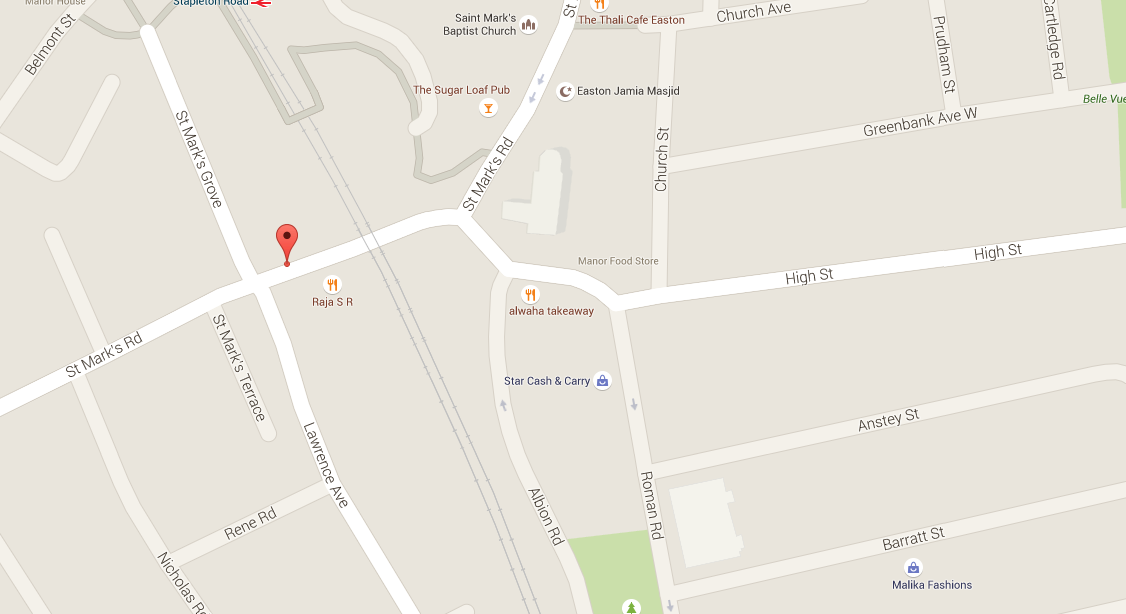 Manor House
Stapleton Road
Belmont St
Saint Mark's
Baptist Church
St
The Thali Cafe Easton
Church Ave
Prudham St
Cartledge Rd
The Sugar Loaf Pub
Easton Jamia Masjid
Belle Vue
Greenbank Ave W
St Mark's Grove
St Mark's Rd
Church St
Manor Food Store
High St
High St
Raja S R
alwaha takeaway
St Mark's Rd
St Mark's Terrace
Star Cash & Carry
Anstey St
Lawrence Ave
Rene Rd
Albion Rd
Roman Rd
Barratt St
Nicholas Rd
Malika Fashions